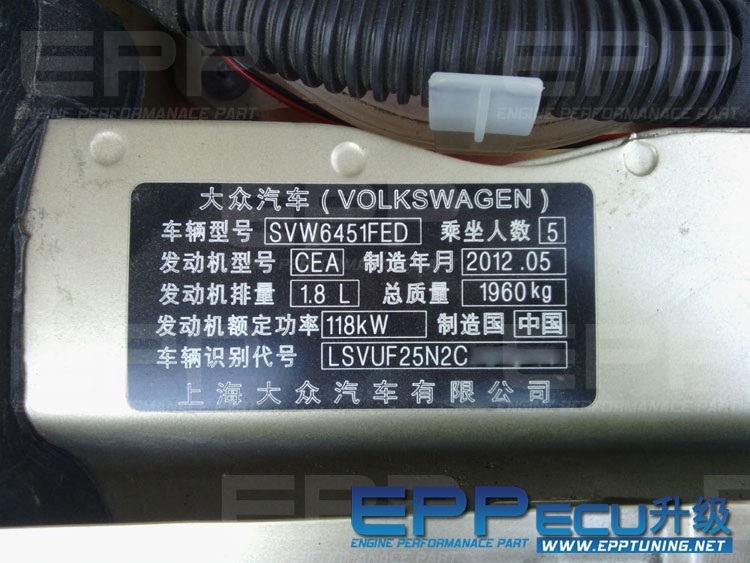 EPP EPP
ENGINE PERFORMANACE PART ENGINE PERFORMANACE PART
大众汽车(VOLKSWAGEN)
车辆型号 SVW6451FED 乘坐人数 5
发动机型号 CEA 制造年月 2012.05
发动机排量 1.8 L 总质量 1960kg
发动机额定功率 118kW 制造国 中国
车辆识别代号 LSVUF25N2C
上海大众汽车有限公司
EPP ECU升级
ENGINE PERFORMANACE PART WWW.EPPTUNING.NET